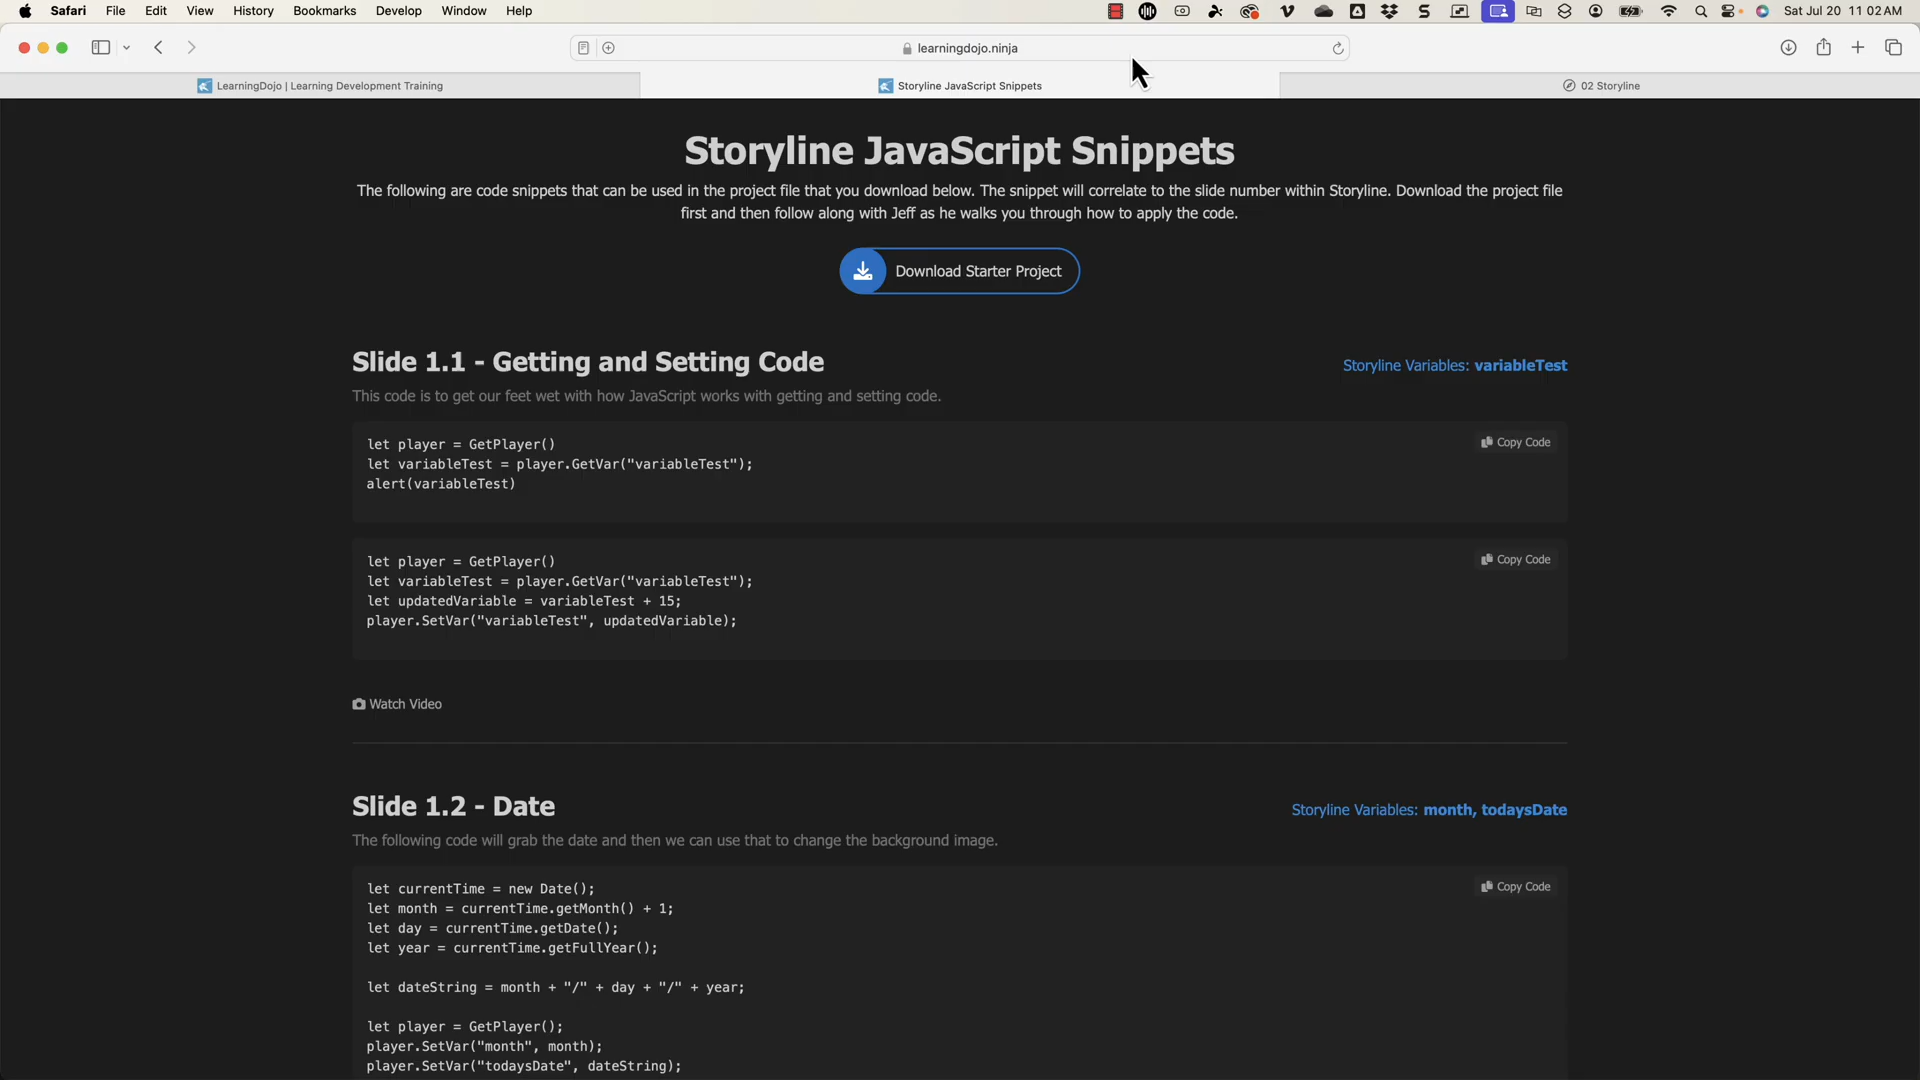 Safari File Edit View History Bookmarks Develop Window Help Sat Jul 20 11 02 AM
learningdojo.ninja
LearningDojo | Learning Development Training
Storyline JavaScript Snippets
02 Storyline
Storyline JavaScript Snippets
The following are code snippets that can be used in the project file that you download below. The snippet will correlate to the slide number within Storyline. Download the project file
first and then follow along with Jeff as he walks you through how to apply the code.
Download Starter Project
Slide 1.1 - Getting and Setting Code
Storyline Variables: variableTest
This code is to get our feet wet with how JavaScript works with getting and setting code.
Copy Code
let player = GetPlayer()
let variableTest = player.GetVar("variableTest");
alert(variableTest)
Copy Code
let player = GetPlayer()
let variableTest = player.GetVar("variableTest");
let updatedVariable = variableTest + 15;
player.SetVar("variableTest", updatedVariable);
Watch Video
Slide 1.2 - Date
Storyline Variables: month, todaysDate
The following code will grab the date and then we can use that to change the background image.
Copy Code
let currentTime = new Date();
let month = currentTime.getMonth() + 1;
let day = currentTime.getDate();
let year = currentTime.getFullYear();
let dateString = month + "/" + day + "/" + year;
let player = GetPlayer();
player.SetVar("month", month);
player.SetVar("todaysDate", dateString);